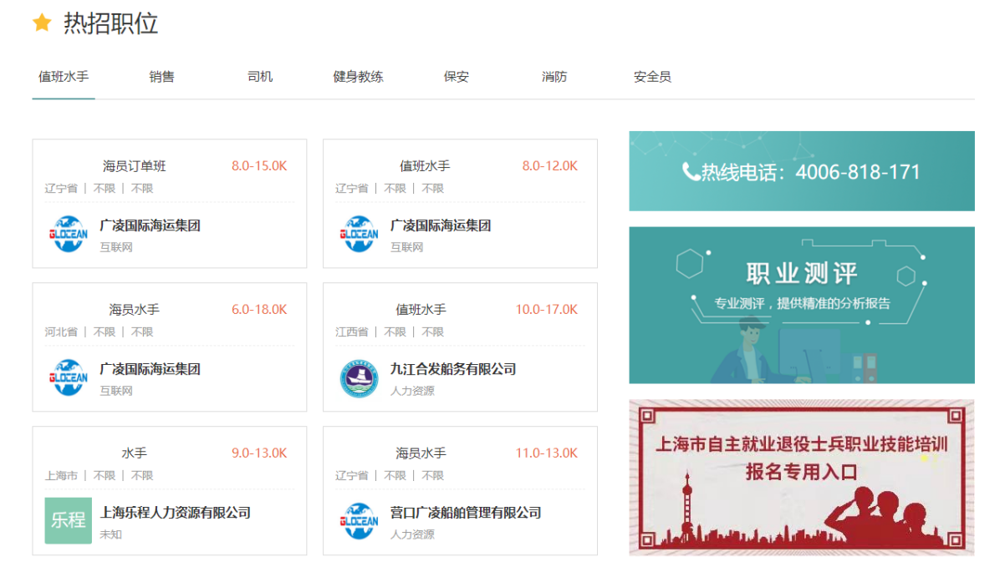 热招职位
值班水手 销售 司机 健身教练 保安 消防 安全员
海员订单班 8.0-15.0K
辽宁省 | 不限 | 不限
GLOCEAN 广凌国际海运集团
互联网
值班水手 8.0-12.0K
辽宁省 | 不限 | 不限
GLOCEAN 广凌国际海运集团
互联网
海员水手 6.0-18.0K
河北省 | 不限 | 不限
GLOCEAN 广凌国际海运集团
互联网
值班水手 10.0-17.0K
江西省 | 不限 | 不限
九江合发船务有限公司
人力资源
水手 9.0-13.0K
上海市 | 不限 | 不限
乐程 上海乐程人力资源有限公司
未知
海员水手 11.0-13.0K
辽宁省 | 不限 | 不限
GLOCEAN 营口广凌船舶管理有限公司
人力资源
热线电话：4006-818-171
职业测评
专业测评，提供精准的分析报告
上海市自主就业退役士兵职业技能培训
报名专用入口